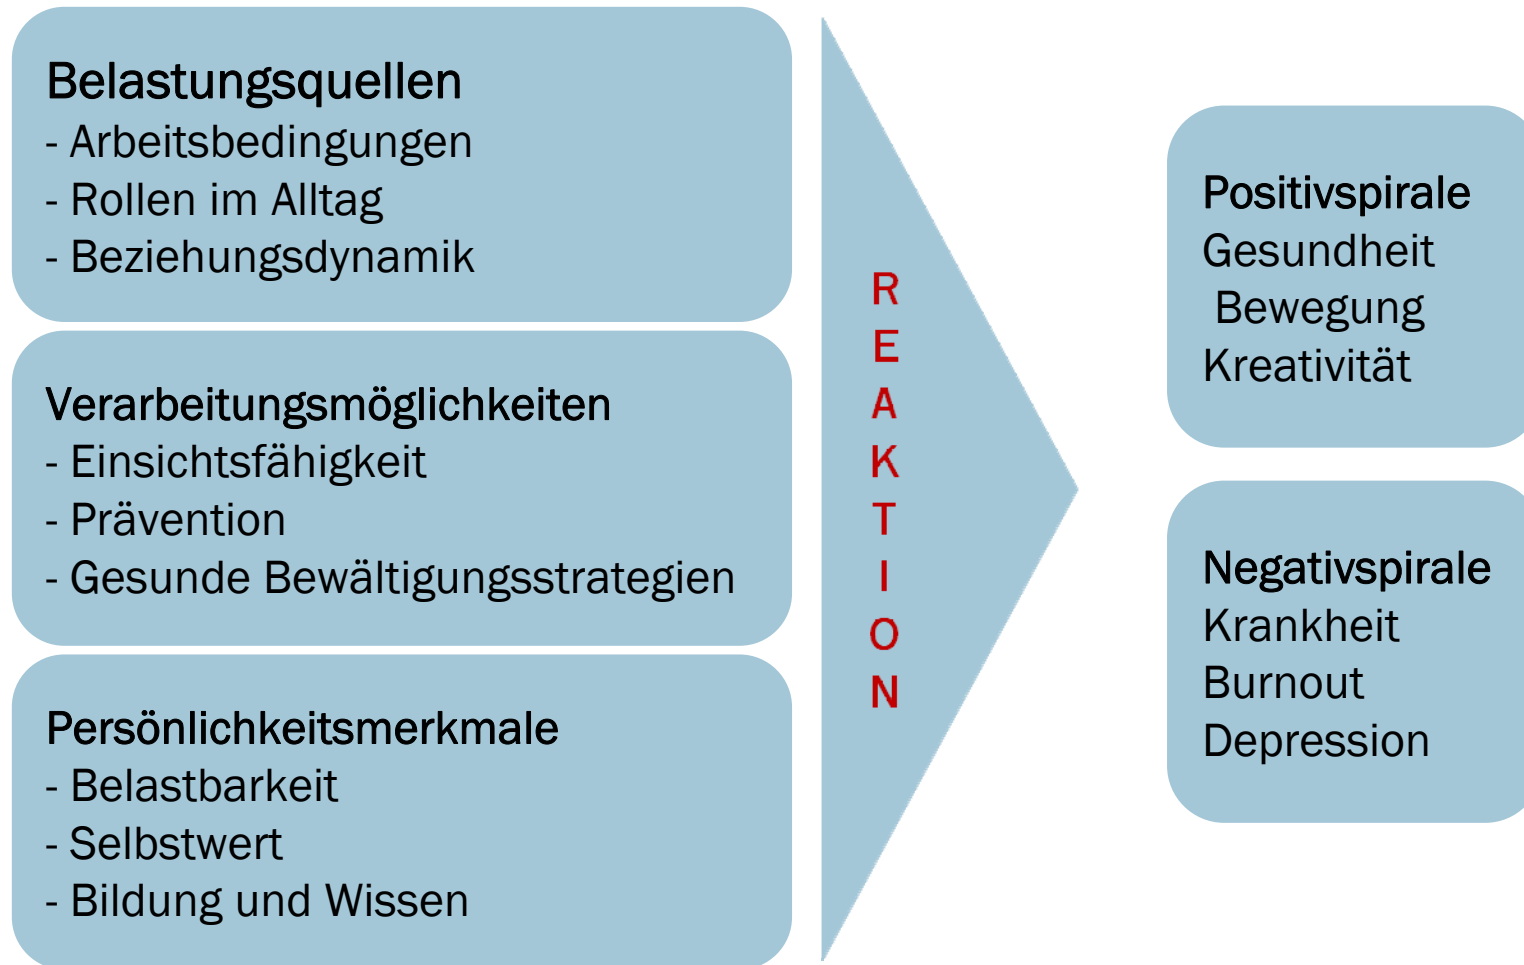 Belastungsquellen
- Arbeitsbedingungen
- Rollen im Alltag
- Beziehungsdynamik
Verarbeitungsmöglichkeiten
- Einsichtsfähigkeit
- Prävention
- Gesunde Bewältigungsstrategien
Persönlichkeitsmerkmale
- Belastbarkeit
- Selbstwert
- Bildung und Wissen
R
E
A
K
T
I
O
N
Positivspirale
Gesundheit
Bewegung
Kreativität
Negativspirale
Krankheit
Burnout
Depression